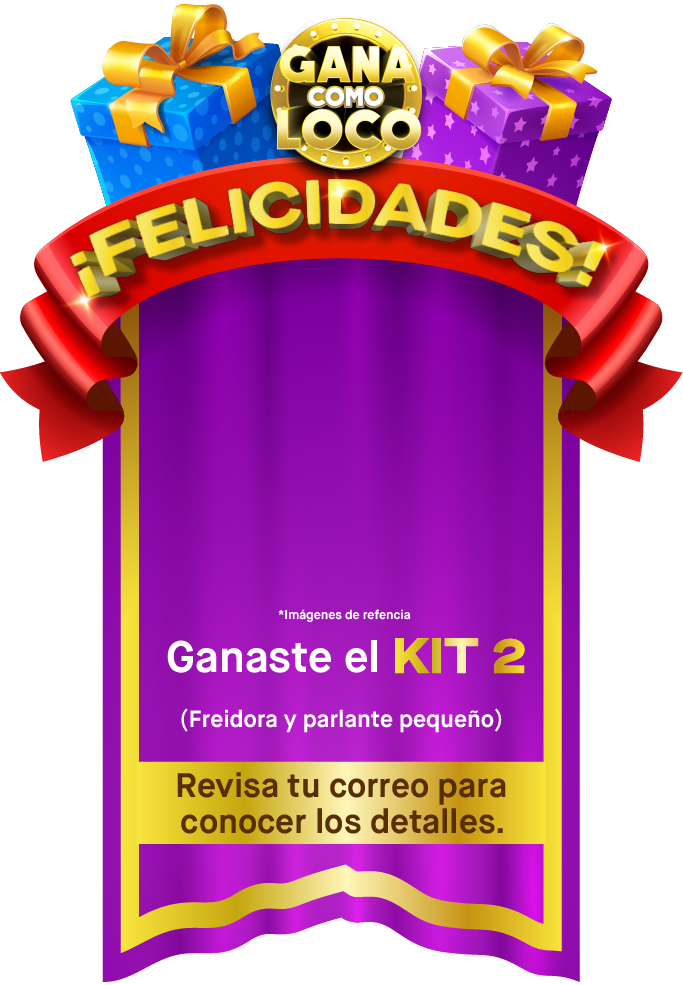 GANA
COMO
LOCO
¡FELICIDADES!
*Imágenes de refencia
Ganaste el KIT 2
(Freidora y parlante pequeño)
Revisa tu correo para
conocer los detalles.